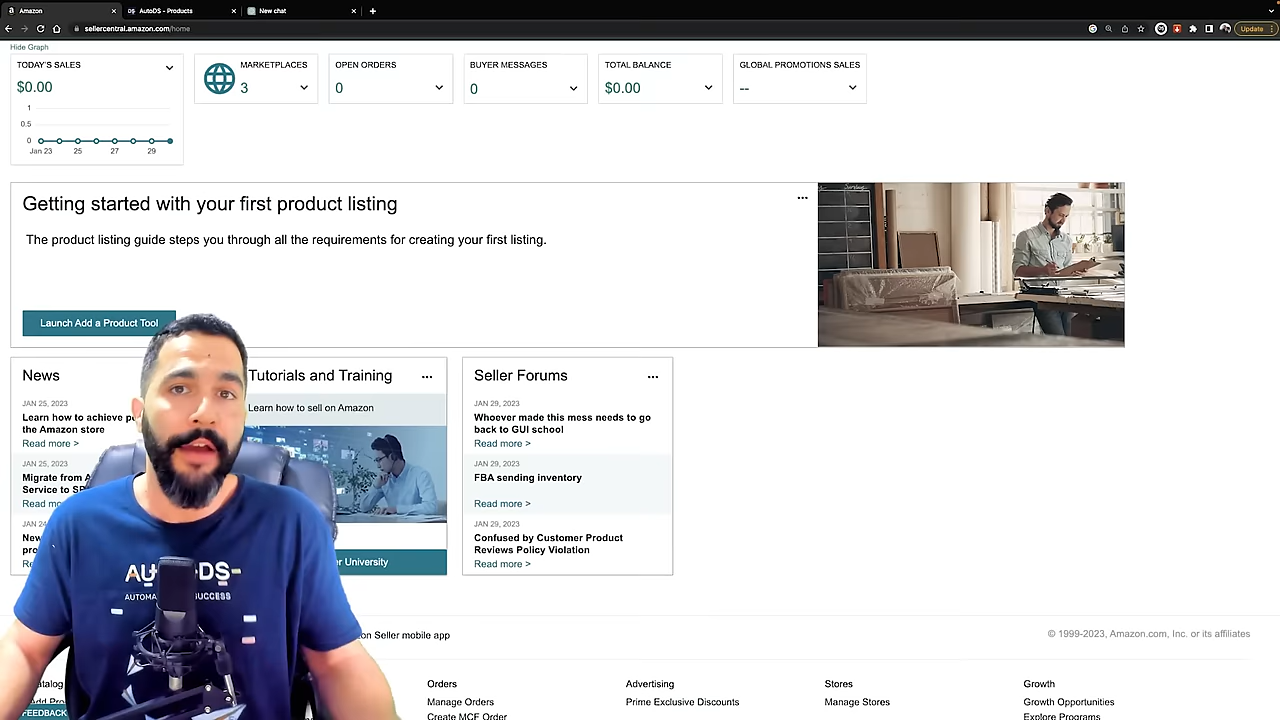 Amazon
AutoDS - Products
New chat
sellercentral.amazon.com/home
Update
Hide Graph
TODAY'S SALES
$0.00
1
0.5
0
Jan 23
25
27
29
MARKETPLACES
3
OPEN ORDERS
0
BUYER MESSAGES
0
TOTAL BALANCE
$0.00
GLOBAL PROMOTIONS SALES
--
Getting started with your first product listing
The product listing guide steps you through all the requirements for creating your first listing.
Launch Add a Product Tool
News
JAN 25, 2023
Learn how to achieve
the Amazon store
Read more >
JAN 25, 2023
Migrate from
Service to
Read
JAN 24
Tutorials and Training
Learn how to sell on Amazon
University
Seller Forums
JAN 29, 2023
Whoever made this mess needs to go
back to GUI school
Read more >
JAN 29, 2023
FBA sending inventory
Read more >
JAN 29, 2023
Confused by Customer Product
Reviews Policy Violation
Read more >
Seller mobile app
© 1999-2023, Amazon.com, Inc. or its affiliates
FEEDBACK
Orders
Manage Orders
Create MCF Order
Advertising
Prime Exclusive Discounts
Stores
Manage Stores
Growth
Growth Opportunities
Explore Programs